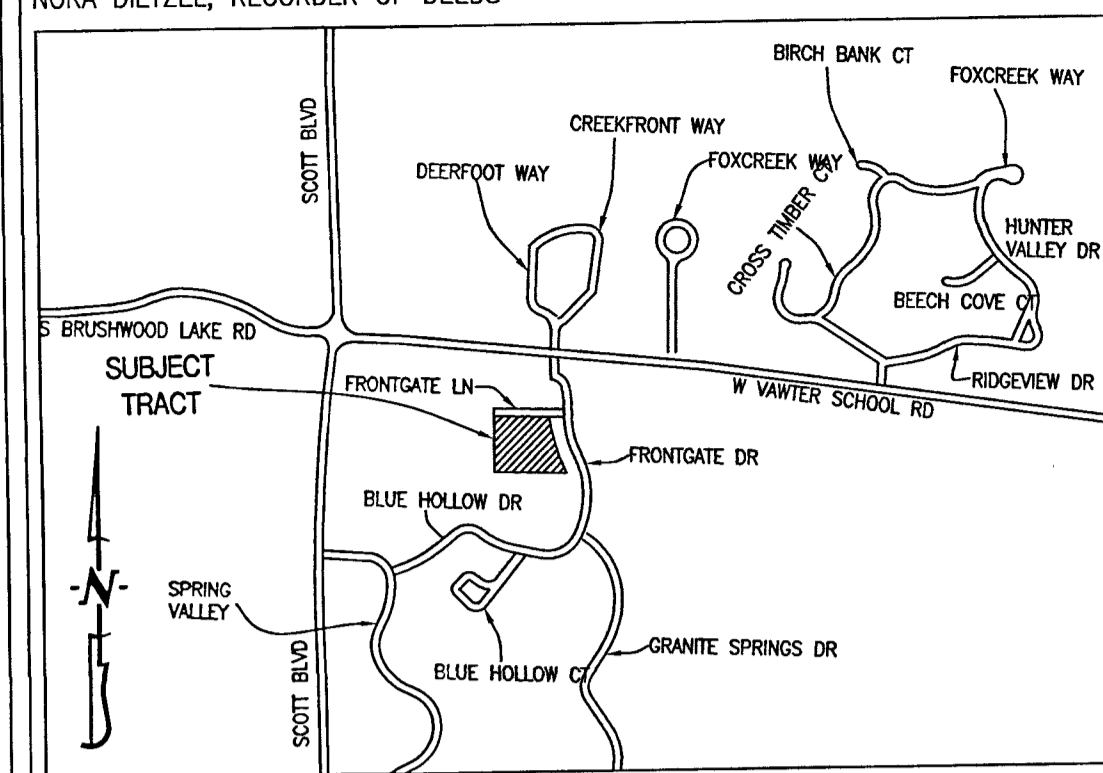 NORA DIETZEL, RECORDER OF DEEDS
BIRCH BANK CT
FOXCREEK WAY
SCOTT BLVD
CREEKFRONT WAY
DEERFOOT WAY
FOXCREEK WAY
CROSS TIMBER CT
HUNTER
VALLEY DR
BEECH COVE CT
S BRUSHWOOD LAKE RD
SUBJECT
TRACT
FRONTGATE LN
RIDGEVIEW DR
W VAWTER SCHOOL RD
FRONTGATE DR
BLUE HOLLOW DR
N
SPRING
VALLEY
GRANITE SPRINGS DR
BLUE HOLLOW CT
SCOTT BLVD